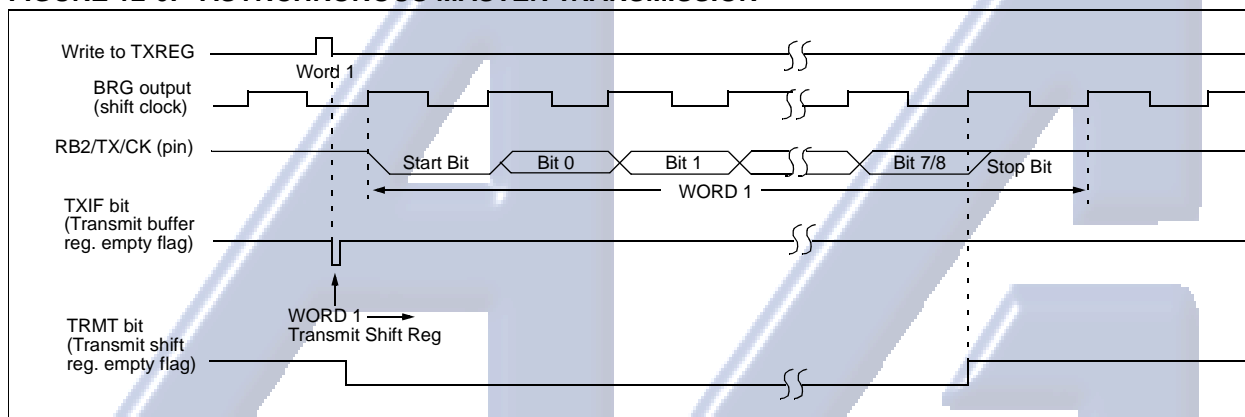 FIGURE 12-6: ASYNCHRONOUS MASTER TRANSMISSION
Write to TXREG
Word 1
BRG output
(shift clock)
RB2/TX/CK (pin)
Start Bit
Bit 0
Bit 1
Bit 7/8
Stop Bit
WORD 1
TXIF bit
(Transmit buffer
reg. empty flag)
WORD 1
Transmit Shift Reg
TRMT bit
(Transmit shift
reg. empty flag)